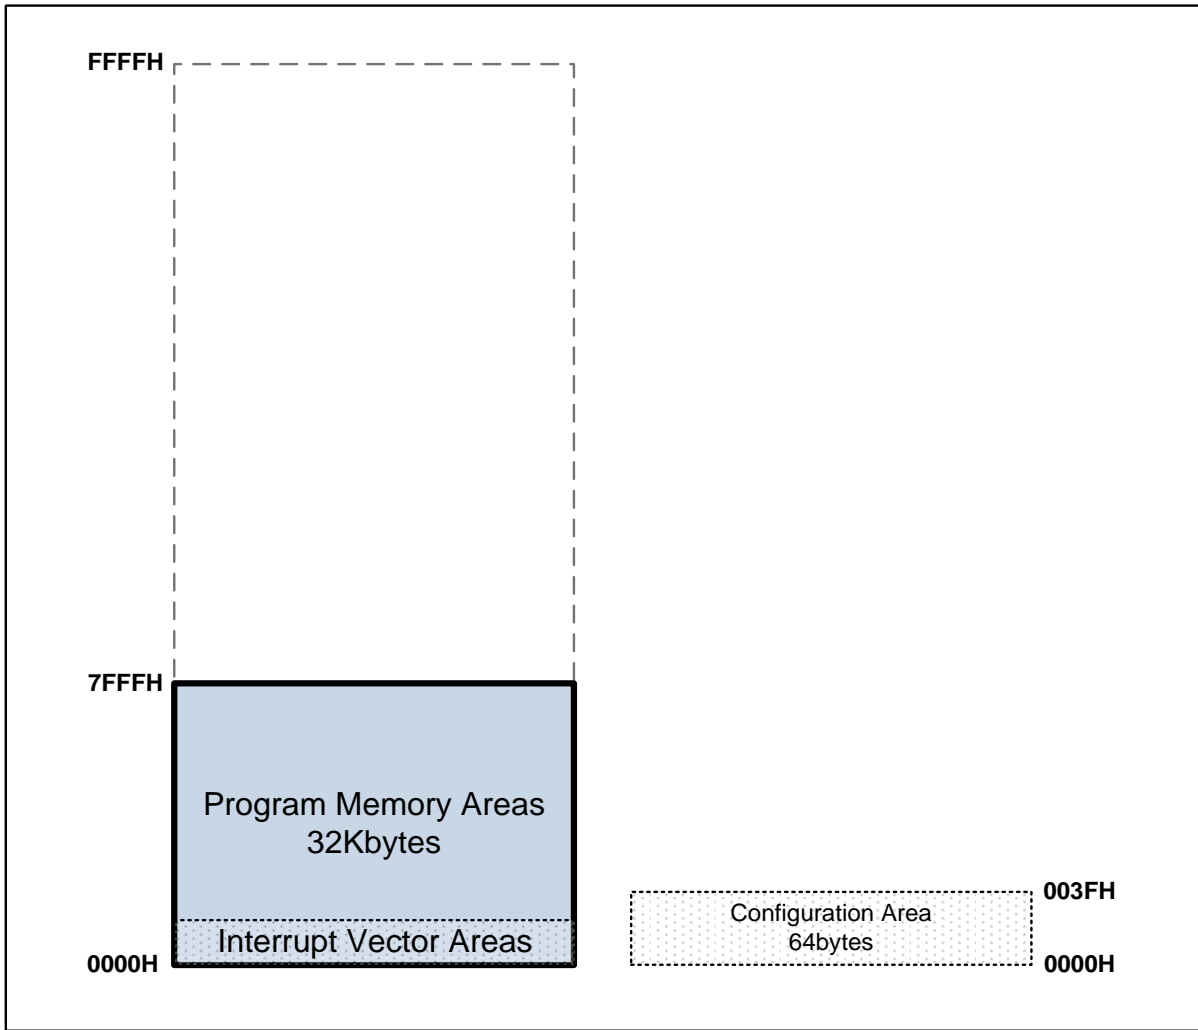 FFFFH
7FFFH
Program Memory Areas
32Kbytes
Interrupt Vector Areas
0000H
003FH
Configuration Area
64bytes
0000H